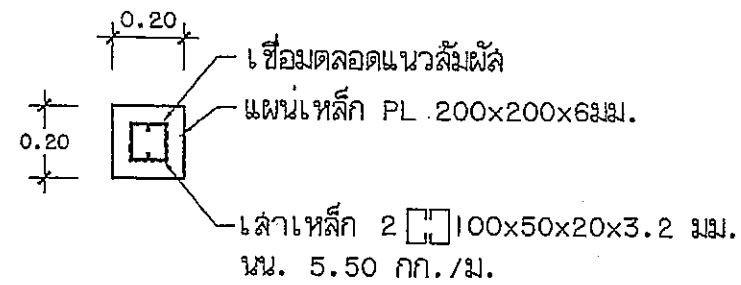 0.20
เชื่อมตลอดแนวสัมผัส
แผ่นเหล็ก PL 200x200x6มม.
0.20
เสาเหล็ก 2 100x50x20x3.2 มม.
นน. 5.50 กก./ม.